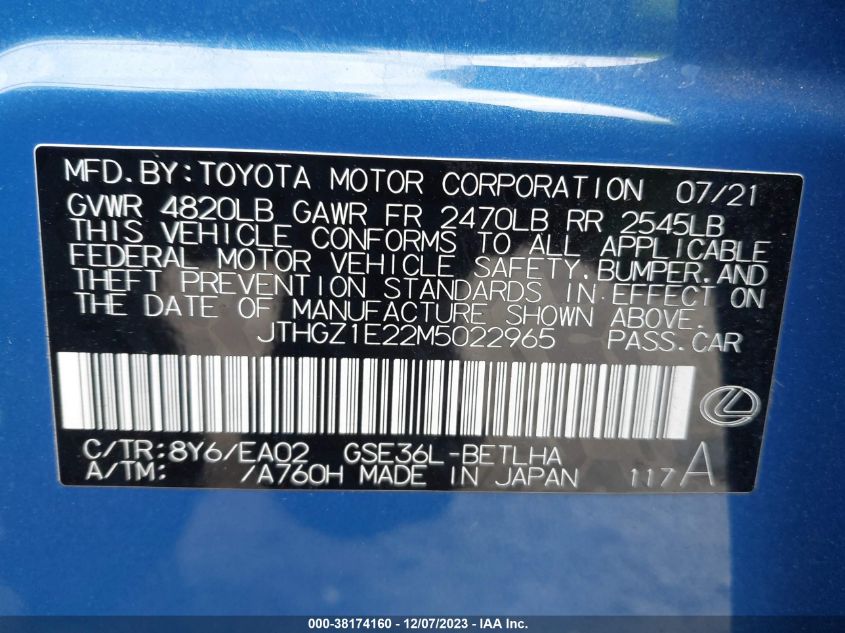 MFD.BY:TOYOTA MOTOR CORPORATION 07/21
GVWR 4820LB GAWR FR 2470LB RR 2545LB
THIS VEHICLE CONFORMS TO ALL APPLICABLE
FEDERAL MOTOR VEHICLE SAFETY,BUMPER,AND
THEFT PREVENTION STANDARDS IN EFFECT ON
THE DATE OF MANUFACTURE SHOWN ABOVE.
JTHGZ1E22M5022965 PASS.CAR
C/TR:8Y6/EA02 GSE36L-BETLHA
A/TM: /A760H MADE IN JAPAN 117A
000-38174160 - 12/07/2023 - IAA Inc.